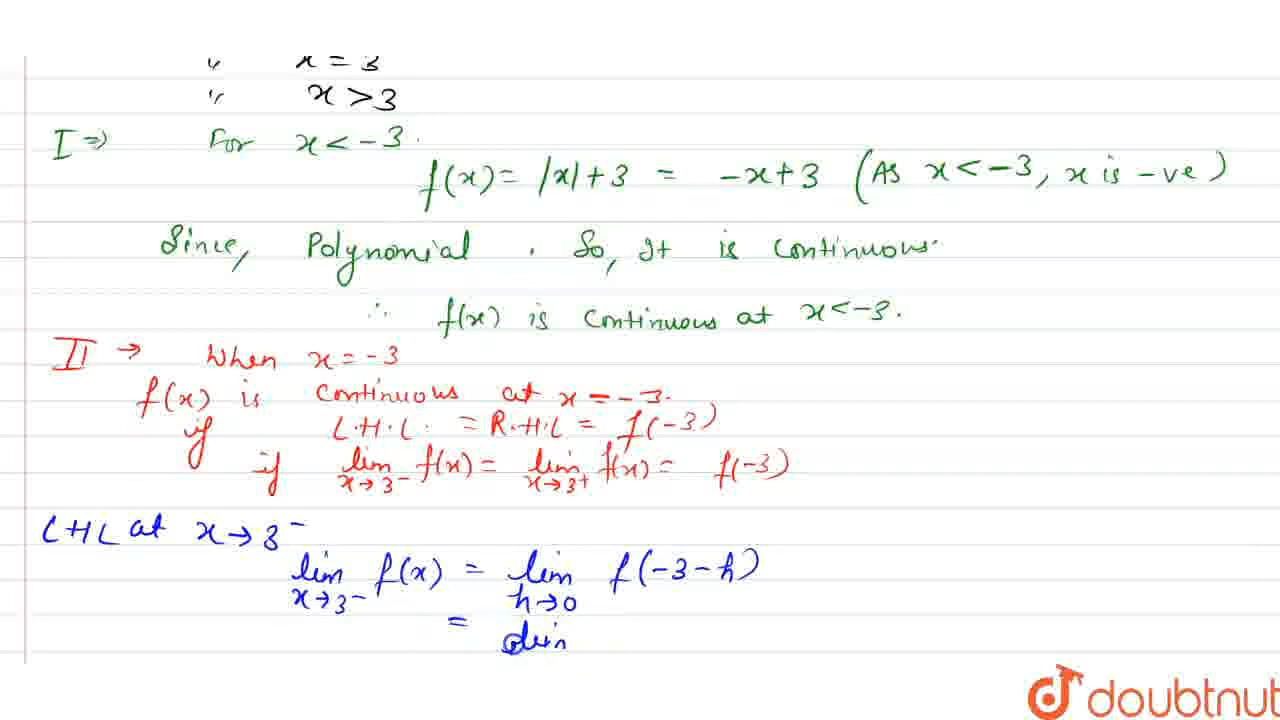 " x = 3
" x > 3
I ⇒ For x < -3.
f(x) = |x| + 3 = -x + 3 (As x < -3, x is -ve)
Since, Polynomial . So, It is continuous.
∴ f(x) is continuous at x < -3.
II → When x = -3
f(x) is continuous at x = -3.
if L.H.L. = R.H.L = f(-3)
if lim x→3⁻ f(x) = lim x→3⁺ f(x) = f(-3)
LHL at x → 3⁻
lim x→3⁻ f(x) = lim h→0 f(-3-h)
= lim
doubtnut